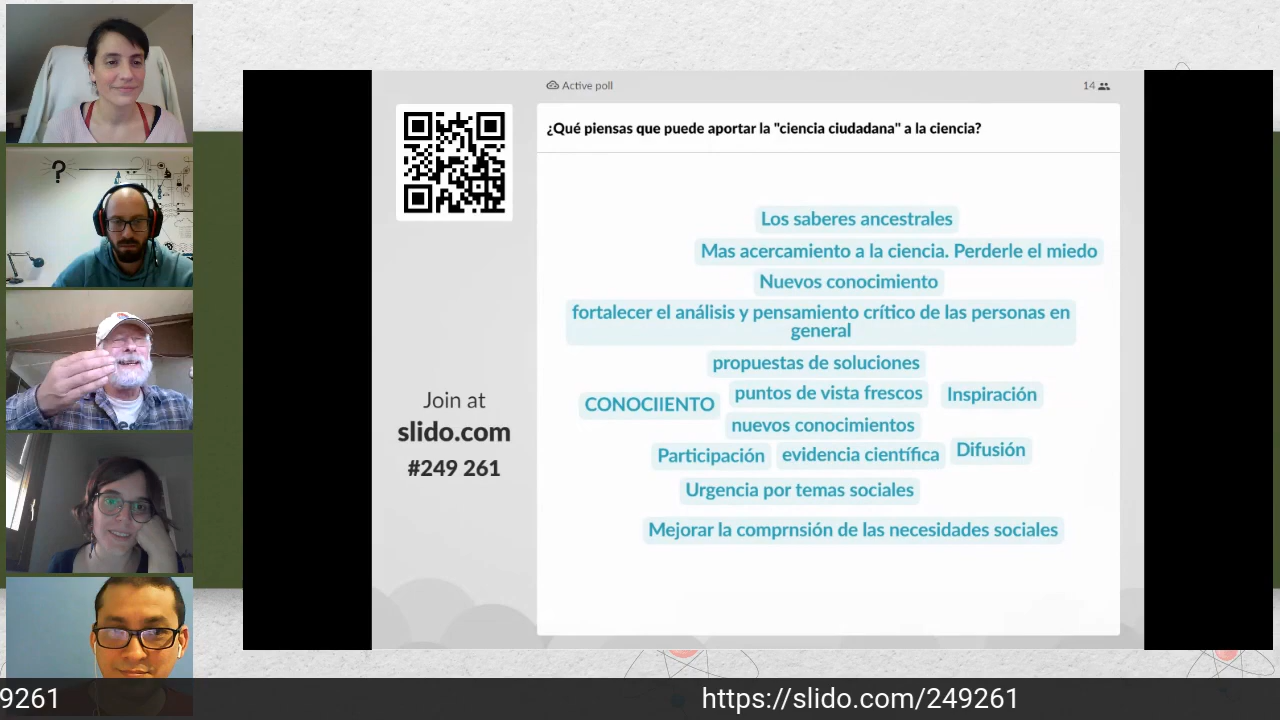 ?
Active poll
14
¿Qué piensas que puede aportar la "ciencia ciudadana" a la ciencia?
Los saberes ancestrales
Mas acercamiento a la ciencia. Perderle el miedo
Nuevos conocimiento
fortalecer el análisis y pensamiento crítico de las personas en
general
propuestas de soluciones
CONOCIIENTO
puntos de vista frescos
Inspiración
nuevos conocimientos
Participación
evidencia científica
Difusión
Urgencia por temas sociales
Mejorar la comprnsión de las necesidades sociales
Join at
slido.com
#249 261
9261
https://slido.com/249261